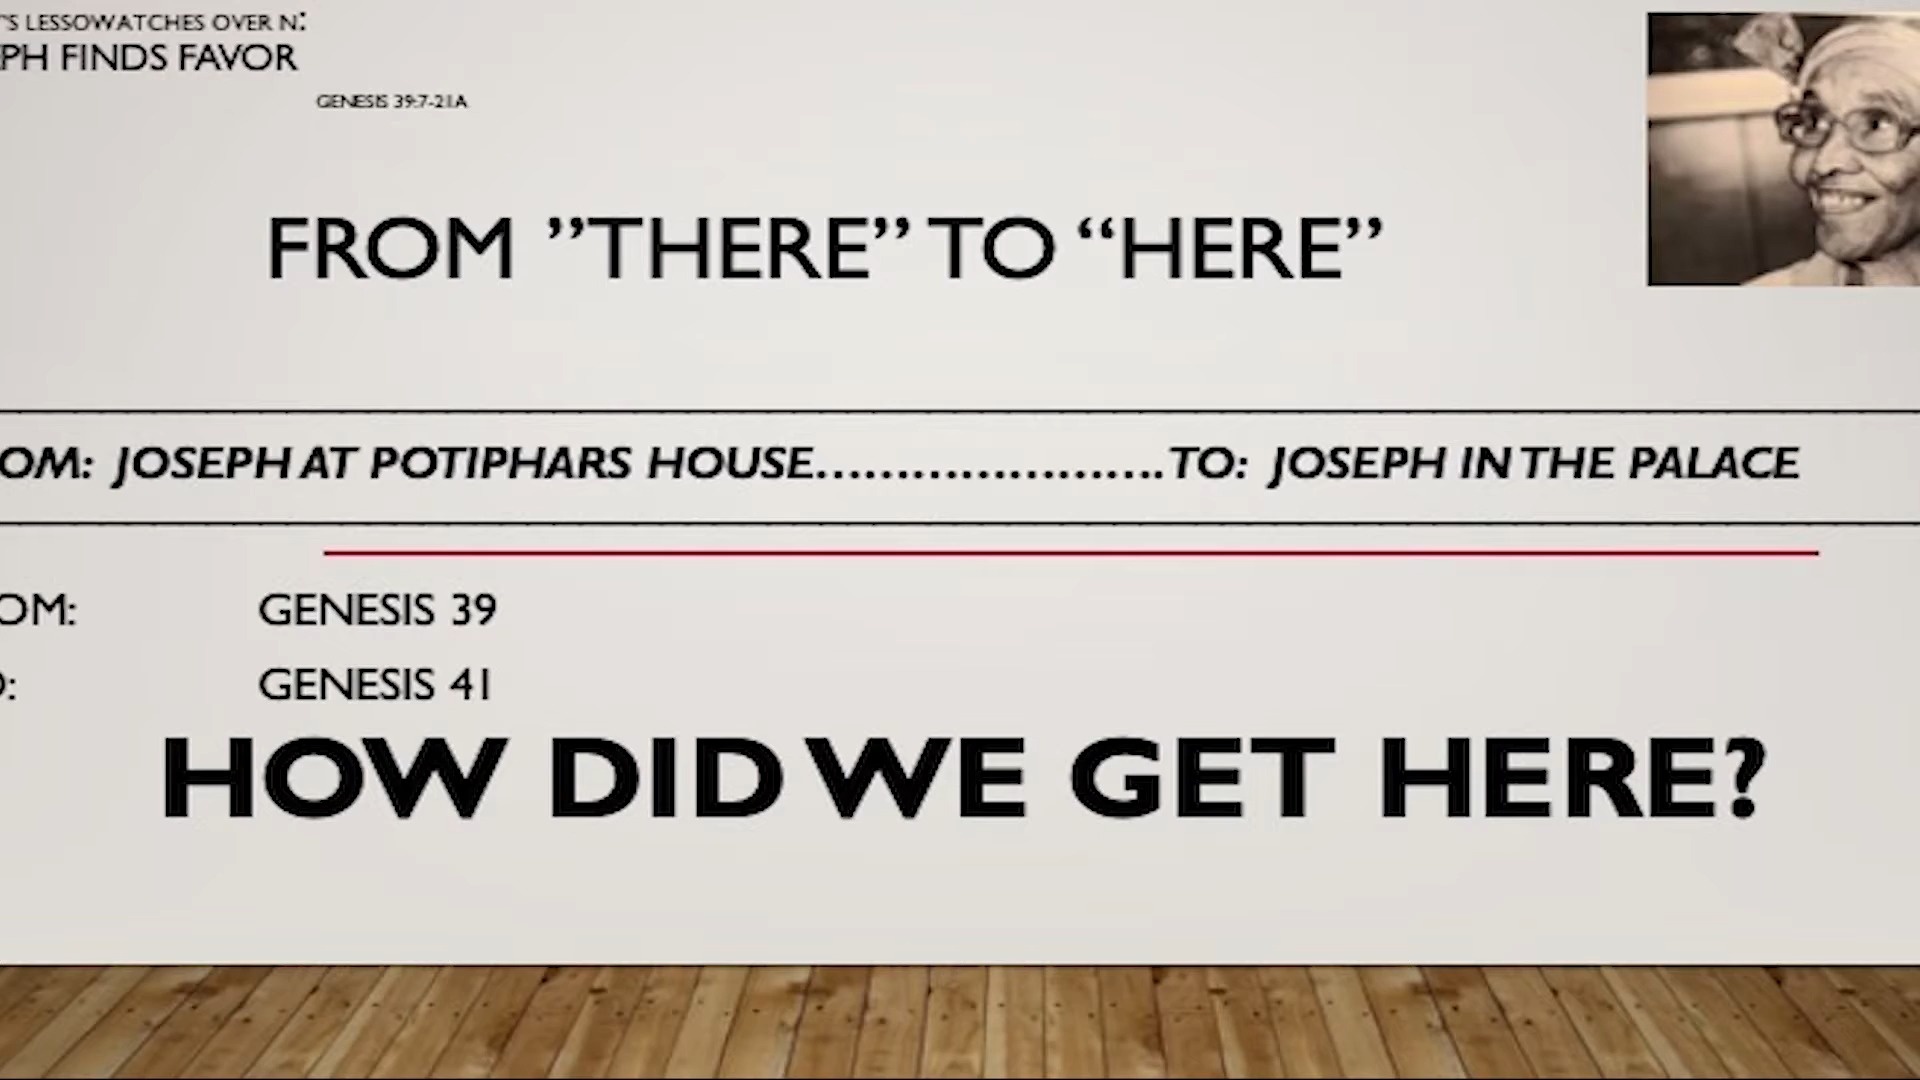 'S LESSOWATCHES OVER N:
PH FINDS FAVOR
GENESIS 39:7-21A
FROM ”THERE” TO “HERE”
OM: JOSEPH AT POTIPHARS HOUSE......................TO: JOSEPH IN THE PALACE
OM: GENESIS 39
: GENESIS 41
HOW DID WE GET HERE?